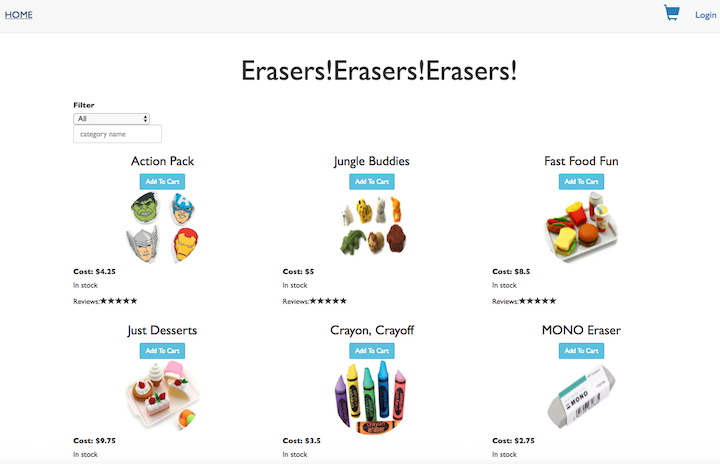 HOME
Login
Erasers!Erasers!Erasers!
Filter
All
category name
Action Pack
Jungle Buddies
Fast Food Fun
Add To Cart
Add To Cart
Add To Cart
Cost: $4.25
Cost: $5
Cost: $8.5
In stock
In stock
In stock
Reviews:★★★★★
Reviews:★★★★★
Reviews:★★★★★
Just Desserts
Crayon, Crayoff
MONO Eraser
Add To Cart
Add To Cart
Add To Cart
MONO
Crayon
eraser
Cost: $9.75
Cost: $3.5
Cost: $2.75
In stock
In stock
In stock